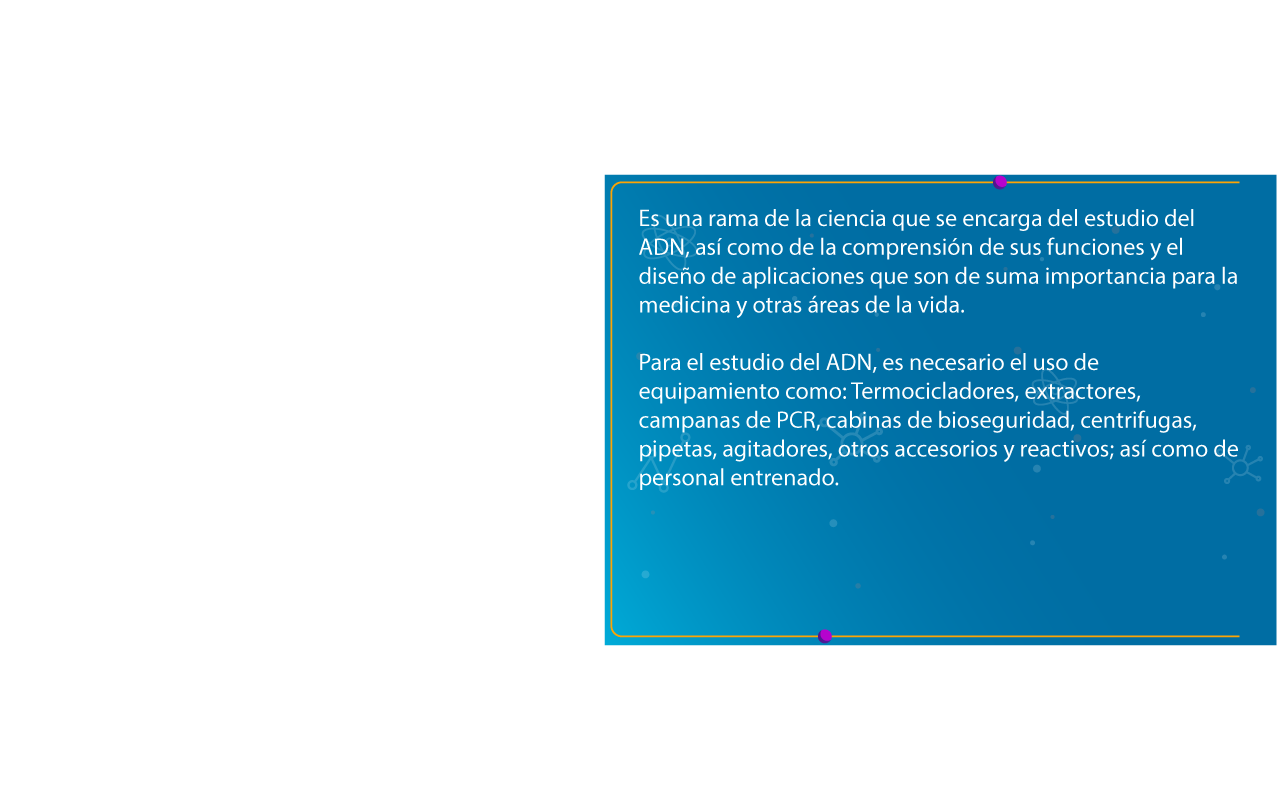 Es una rama de la ciencia que se encarga del estudio del
ADN, así como de la comprensión de sus funciones y el
diseño de aplicaciones que son de suma importancia para la
medicina y otras áreas de la vida.
Para el estudio del ADN, es necesario el uso de
equipamiento como: Termocicladores, extractores,
campanas de PCR, cabinas de bioseguridad, centrifugas,
pipetas, agitadores, otros accesorios y reactivos; así como de
personal entrenado.